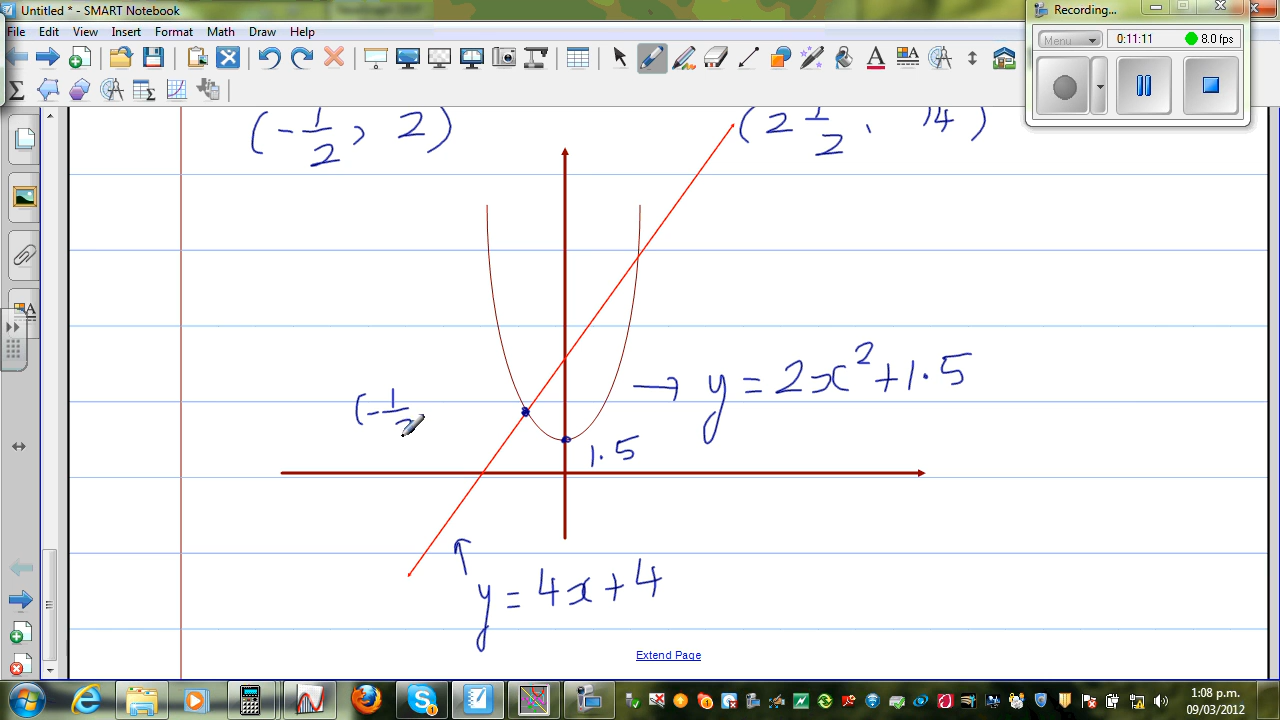 Untitled * - SMART Notebook
Recording...
File Edit View Insert Format Math Draw Help
Menu
0:11:11
8.0 fps
(-1/2, 2)
(2 1/2, 14)
y = 2x² + 1.5
(-1/2
1.5
y = 4x + 4
Extend Page
1:08 p.m.
09/03/2012